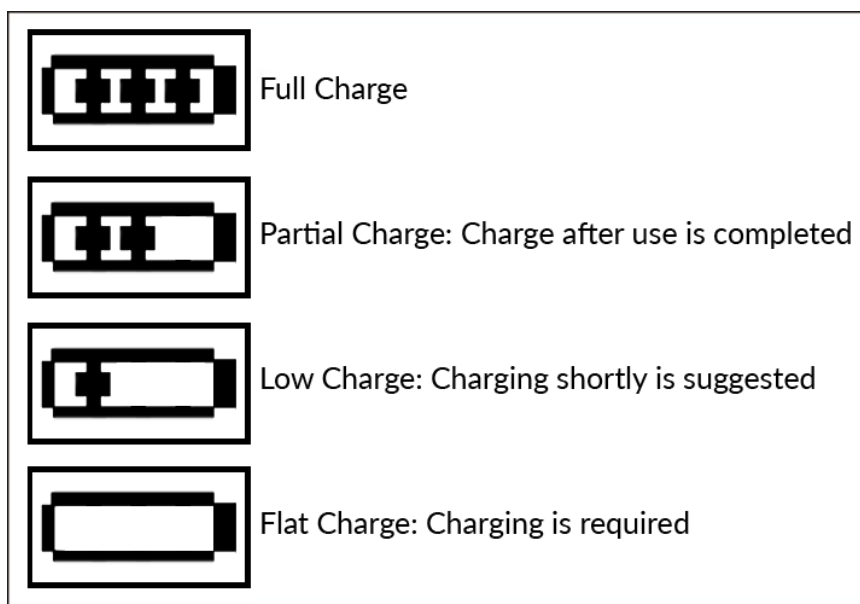 Full Charge
Partial Charge: Charge after use is completed
Low Charge: Charging shortly is suggested
Flat Charge: Charging is required